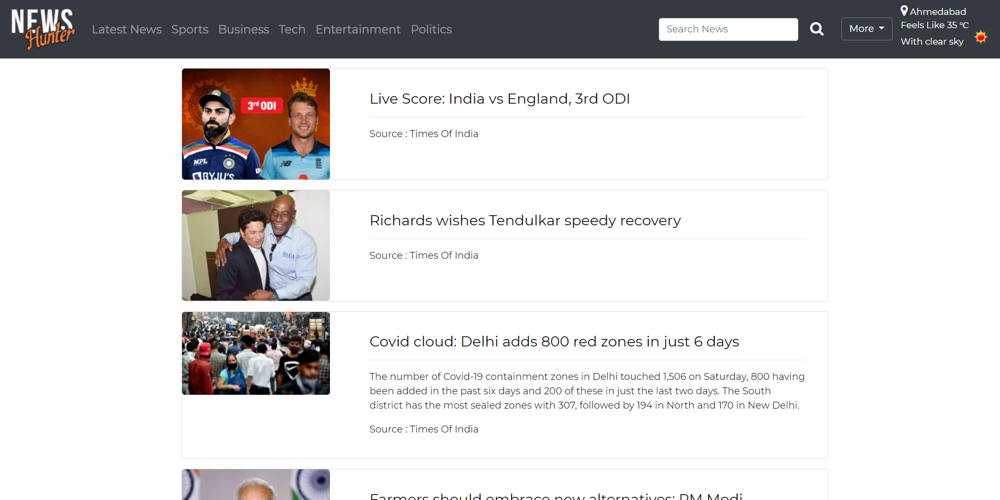 NEWS
Hunter
Latest News Sports Business Tech Entertainment Politics
Search News
More
Ahmedabad
Feels Like 35 °C
With clear sky
3rd ODI
MPL
BYJU'S
NB
Live Score: India vs England, 3rd ODI
Source : Times Of India
AUA
Richards wishes Tendulkar speedy recovery
Source : Times Of India
Covid cloud: Delhi adds 800 red zones in just 6 days
The number of Covid-19 containment zones in Delhi touched 1,506 on Saturday, 800 having
been added in the past six days and 200 of these in just the last two days. The South
district has the most sealed zones with 307, followed by 194 in North and 170 in New Delhi.
Source : Times Of India
Farmers should embrace new alternatives: PM Modi